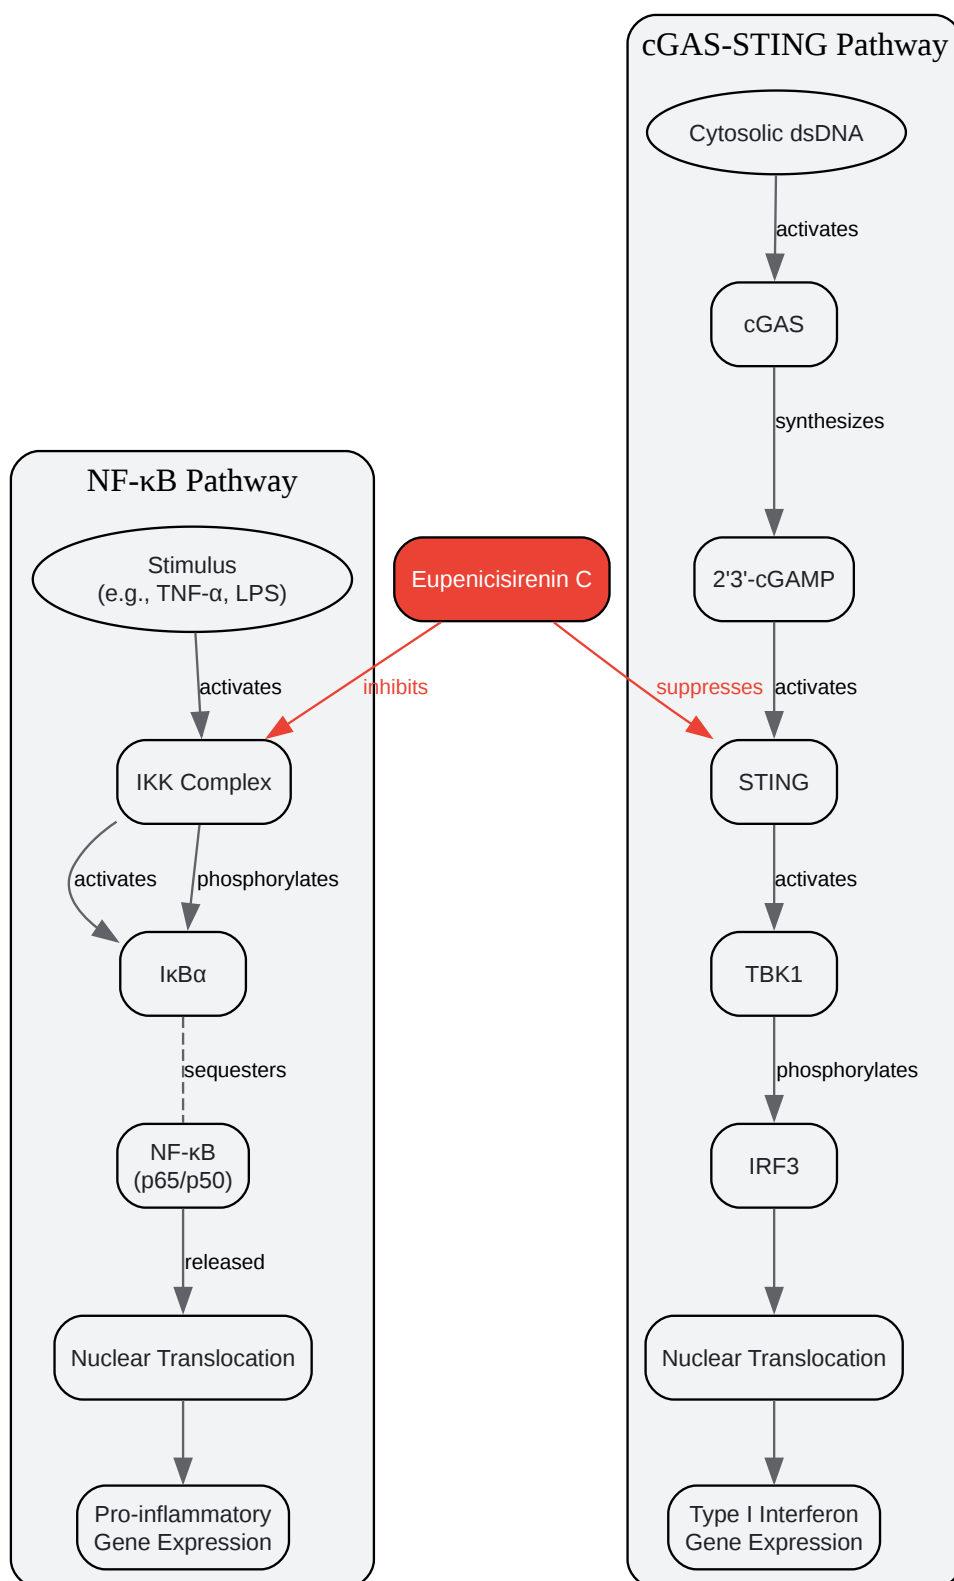 cGAS-STING Pathway
Cytosolic dsDNA
activates
cGAS
synthesizes
2'3'-cGAMP
activates
STING
activates
TBK1
phosphorylates
IRF3
Nuclear Translocation
Type I Interferon
Gene Expression
Eupenicisirenin C
inhibits
suppresses
NF-κB Pathway
Stimulus
(e.g., TNF-α, LPS)
activates
IKK Complex
activates
phosphorylates
IκBα
sequesters
NF-κB
(p65/p50)
released
Nuclear Translocation
Pro-inflammatory
Gene Expression